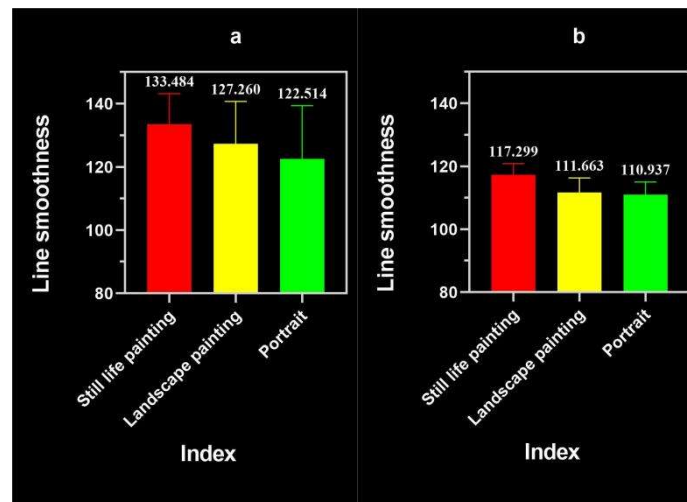 a
133.484
127.260
122.514
140
120
100
80
Line smoothness
Still life painting
Landscape painting
Portrait
Index
b
117.299
111.663
110.937
140
120
100
80
Line smoothness
Still life painting
Landscape painting
Portrait
Index